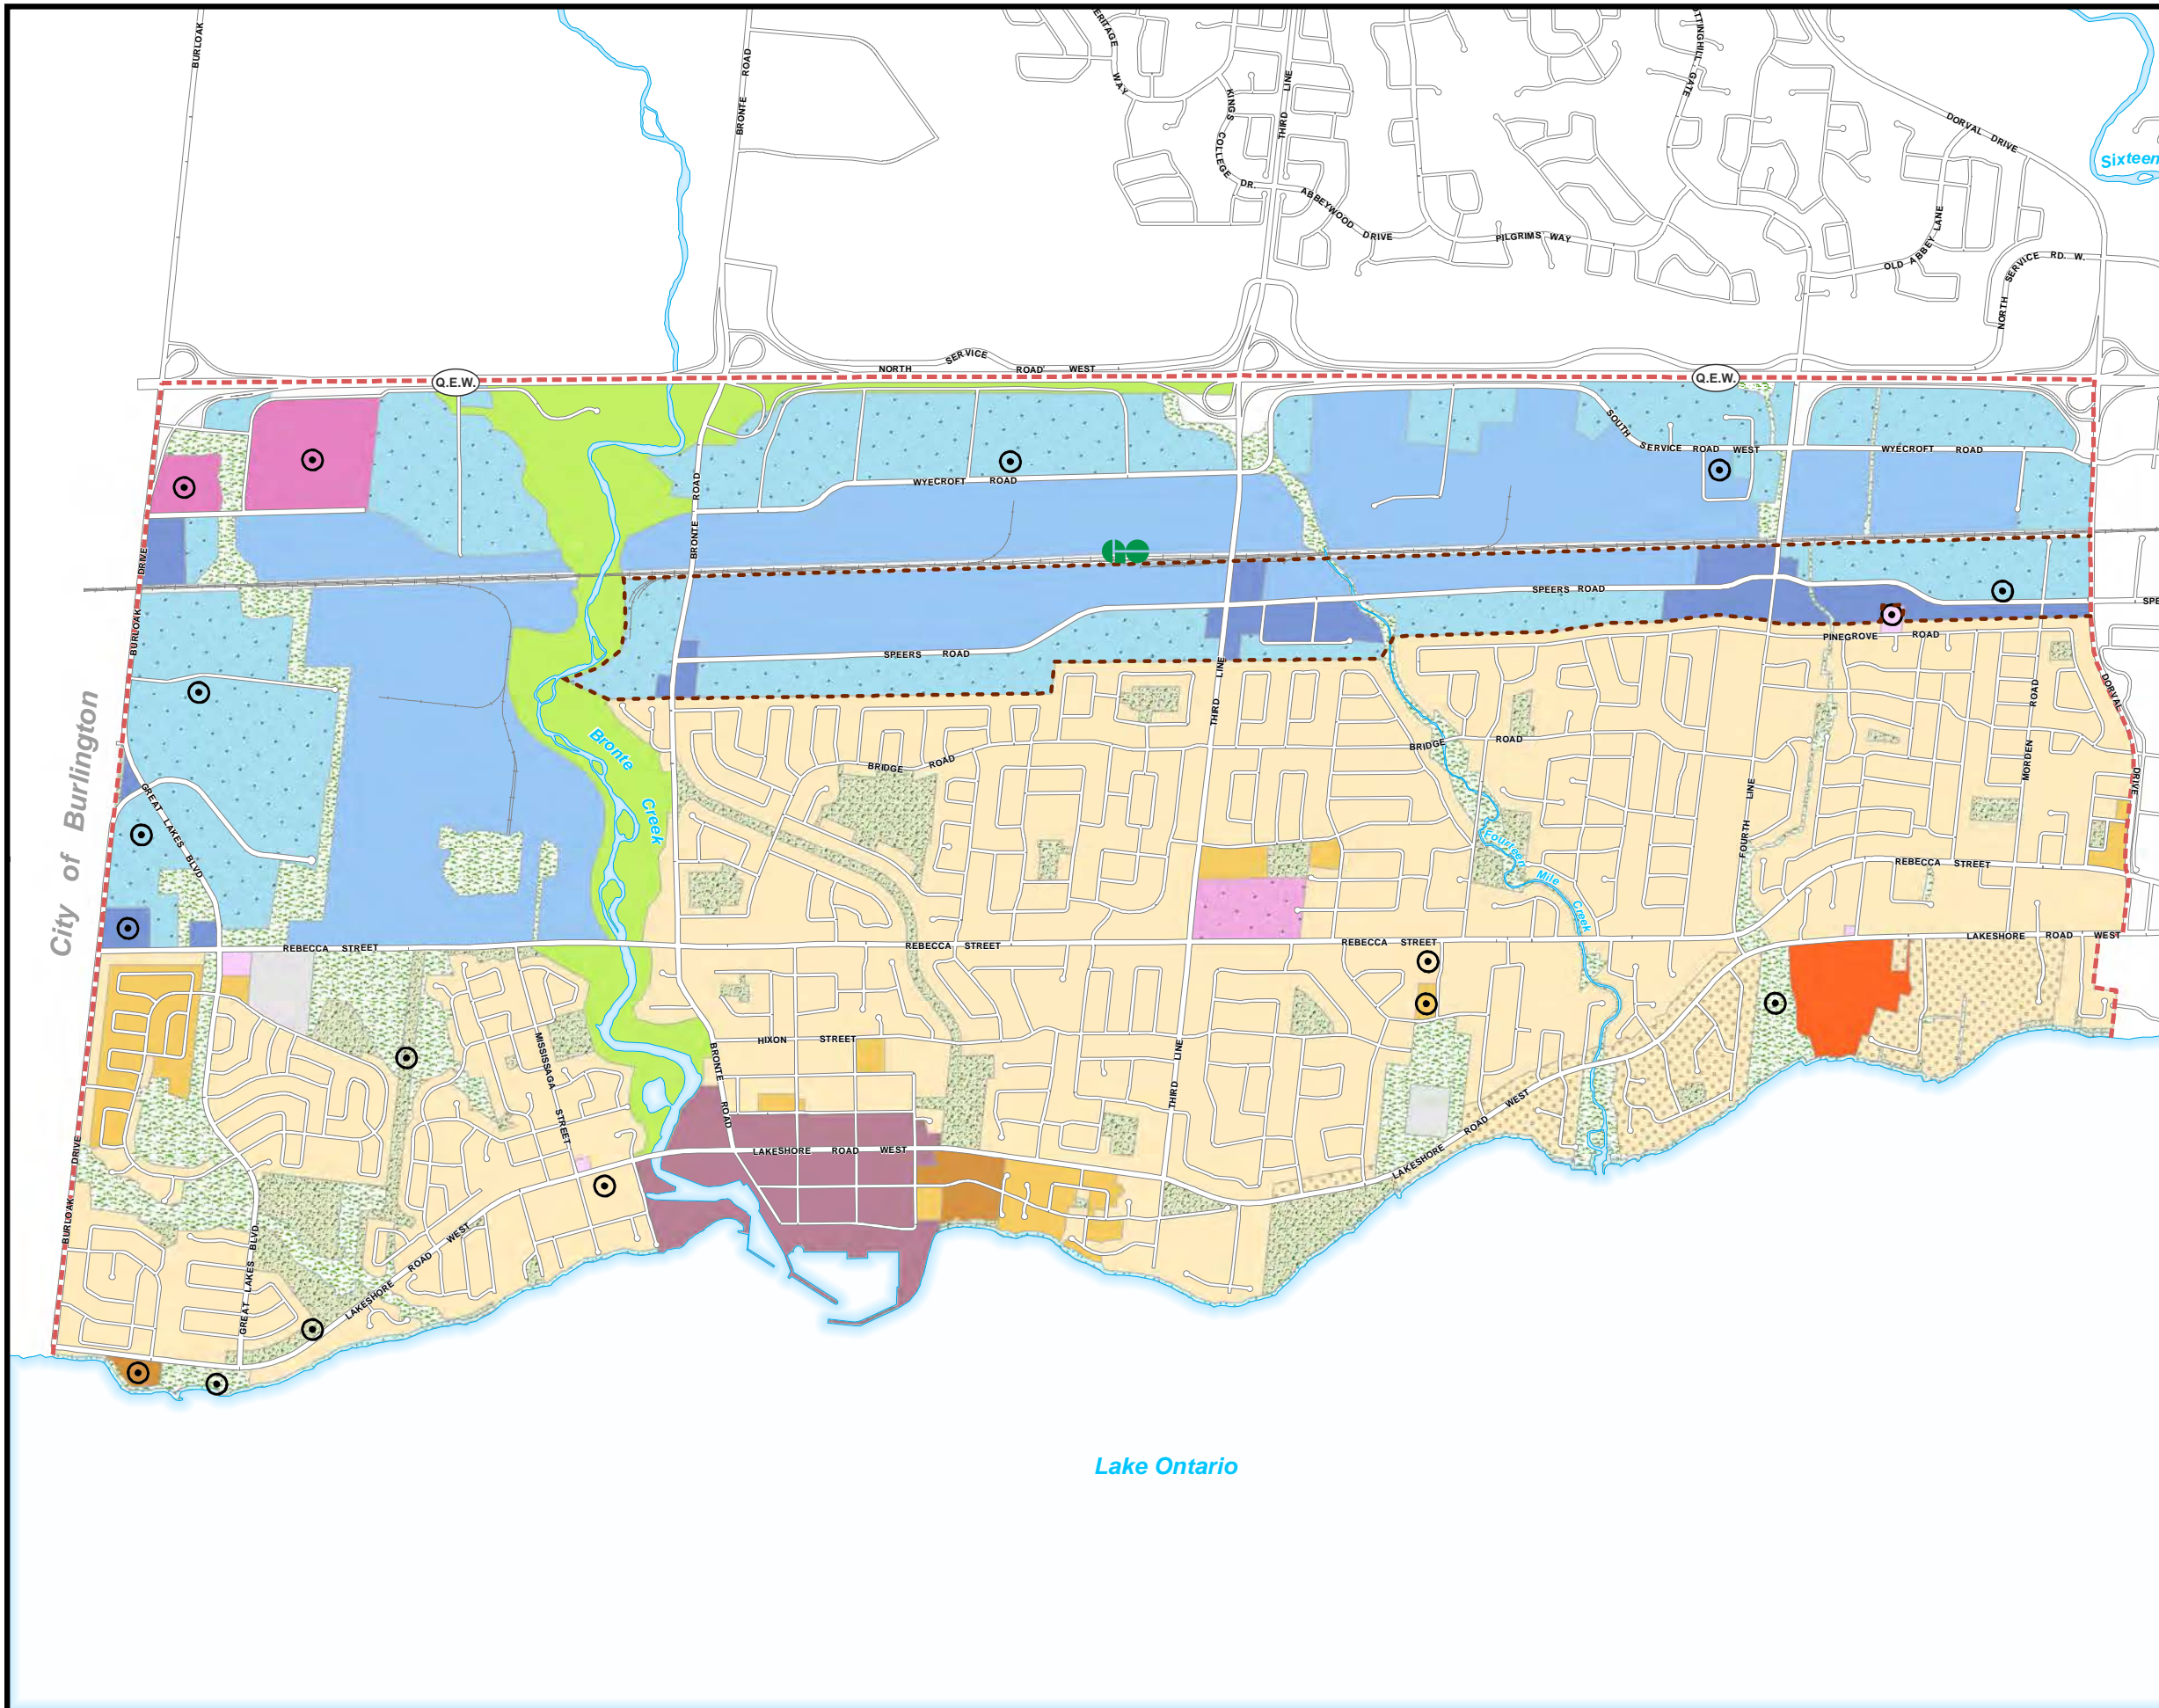 BURLOAK
BRONTE ROAD
ERITAGE WAY
KINGS COLLEGE DR.
THIRD LINE
OTTINGHILL GATE
DORVAL DRIVE
Sixteen
ABBEYWOOD DRIVE
PILGRIMS WAY
OLD ABBEY LANE
NORTH SERVICE RD. W.
NORTH SERVICE ROAD WEST
Q.E.W.
Q.E.W.
SOUTH SERVICE ROAD WEST
WYECROFT ROAD
WYECROFT ROAD
BRONTE ROAD
DRIVE
BURLOAK
SPEERS ROAD
SPE
PINEGROVE ROAD
SPEERS ROAD
THIRD LINE
DORVAL DRIVE
MORDEN ROAD
City of Burlington
Bronte Creek
BRIDGE ROAD
BRIDGE ROAD
GREAT LAKES BLVD
FOURTH LINE
Fourteen Mile Creek
REBECCA STREET
REBECCA STREET
REBECCA STREET
REBECCA STREET
LAKESHORE ROAD WEST
HIXON STREET
MISSISSAGA STREET
BRONTE ROAD
THIRD LINE
LAKESHORE ROAD WEST
LAKESHORE ROAD WEST
BURLOAK DRIVE
GREAT LAKES BLVD
LAKESHORE ROAD WEST
Lake Ontario